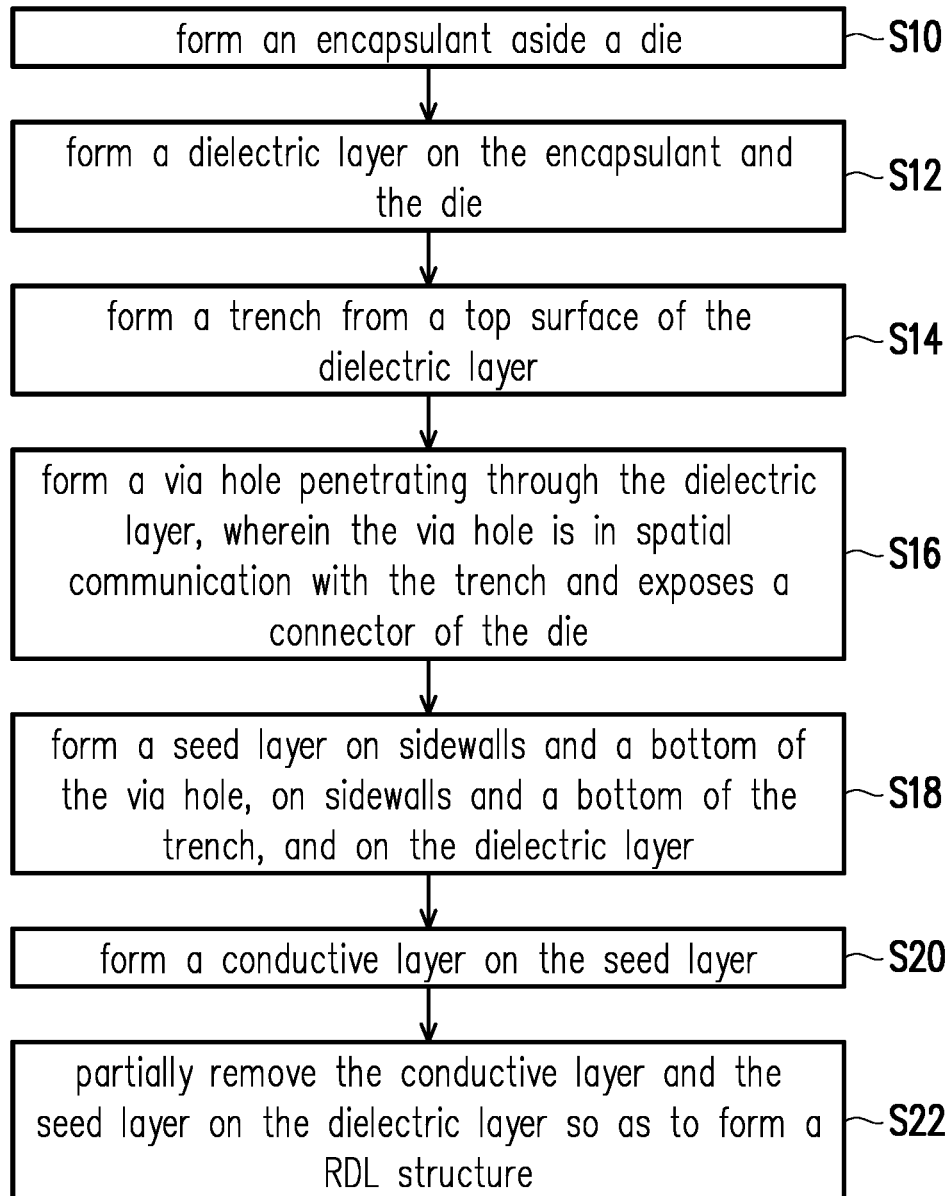 form an encapsulant aside a die
S10
form a dielectric layer on the encapsulant and
the die
S12
form a trench from a top surface of the
dielectric layer
S14
form a via hole penetrating through the dielectric
layer, wherein the via hole is in spatial
communication with the trench and exposes a
connector of the die
S16
form a seed layer on sidewalls and a bottom of
the via hole, on sidewalls and a bottom of the
trench, and on the dielectric layer
S18
form a conductive layer on the seed layer
S20
partially remove the conductive layer and the
seed layer on the dielectric layer so as to form a
RDL structure
S22